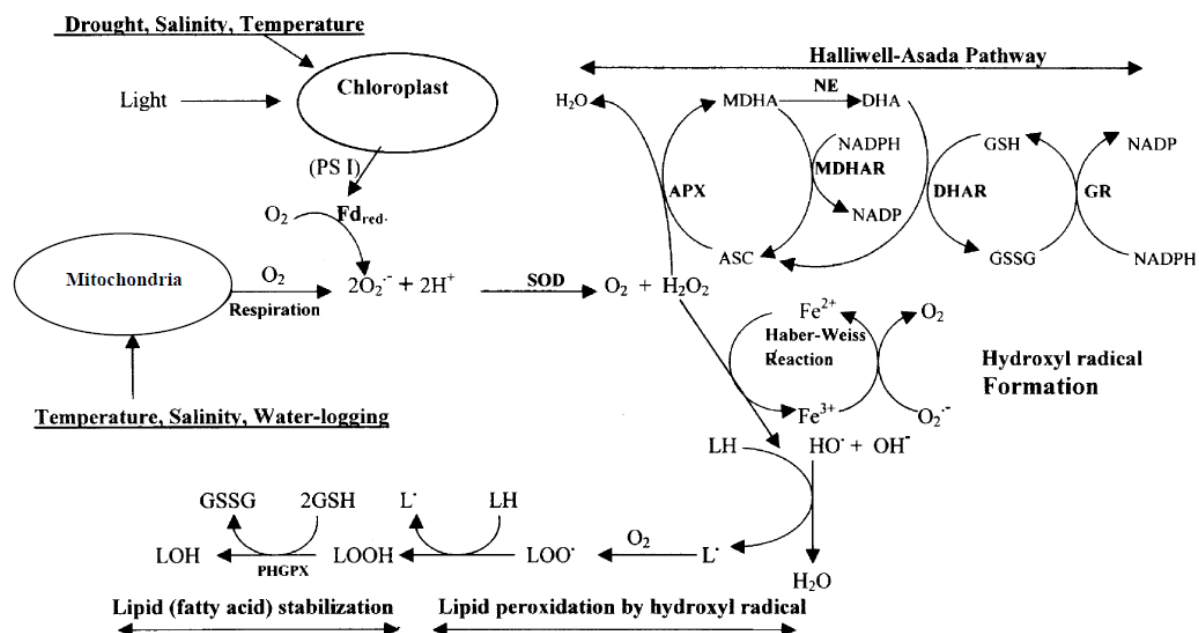 Drought, Salinity, Temperature
Halliwell-Asada Pathway
Light
Chloroplast
H₂O
MDHA
NE
DHA
NADPH
GSH
NADP
(PS I)
MDHAR
APX
DHAR
GR
O₂
Fd_red.
NADP
Mitochondria
ASC
GSSG
NADPH
O₂
2O₂·⁻ + 2H⁺
SOD
O₂ + H₂O₂
Respiration
Fe²⁺
O₂
Haber-Weiss
Reaction
Hydroxyl radical
Formation
Temperature, Salinity, Water-logging
Fe³⁺
O₂·⁻
LH
HO· + OH⁻
GSSG
2GSH
L·
LH
LOH
PHGPX
LOOH
LOO·
O₂
L·
H₂O
Lipid (fatty acid) stabilization
Lipid peroxidation by hydroxyl radical